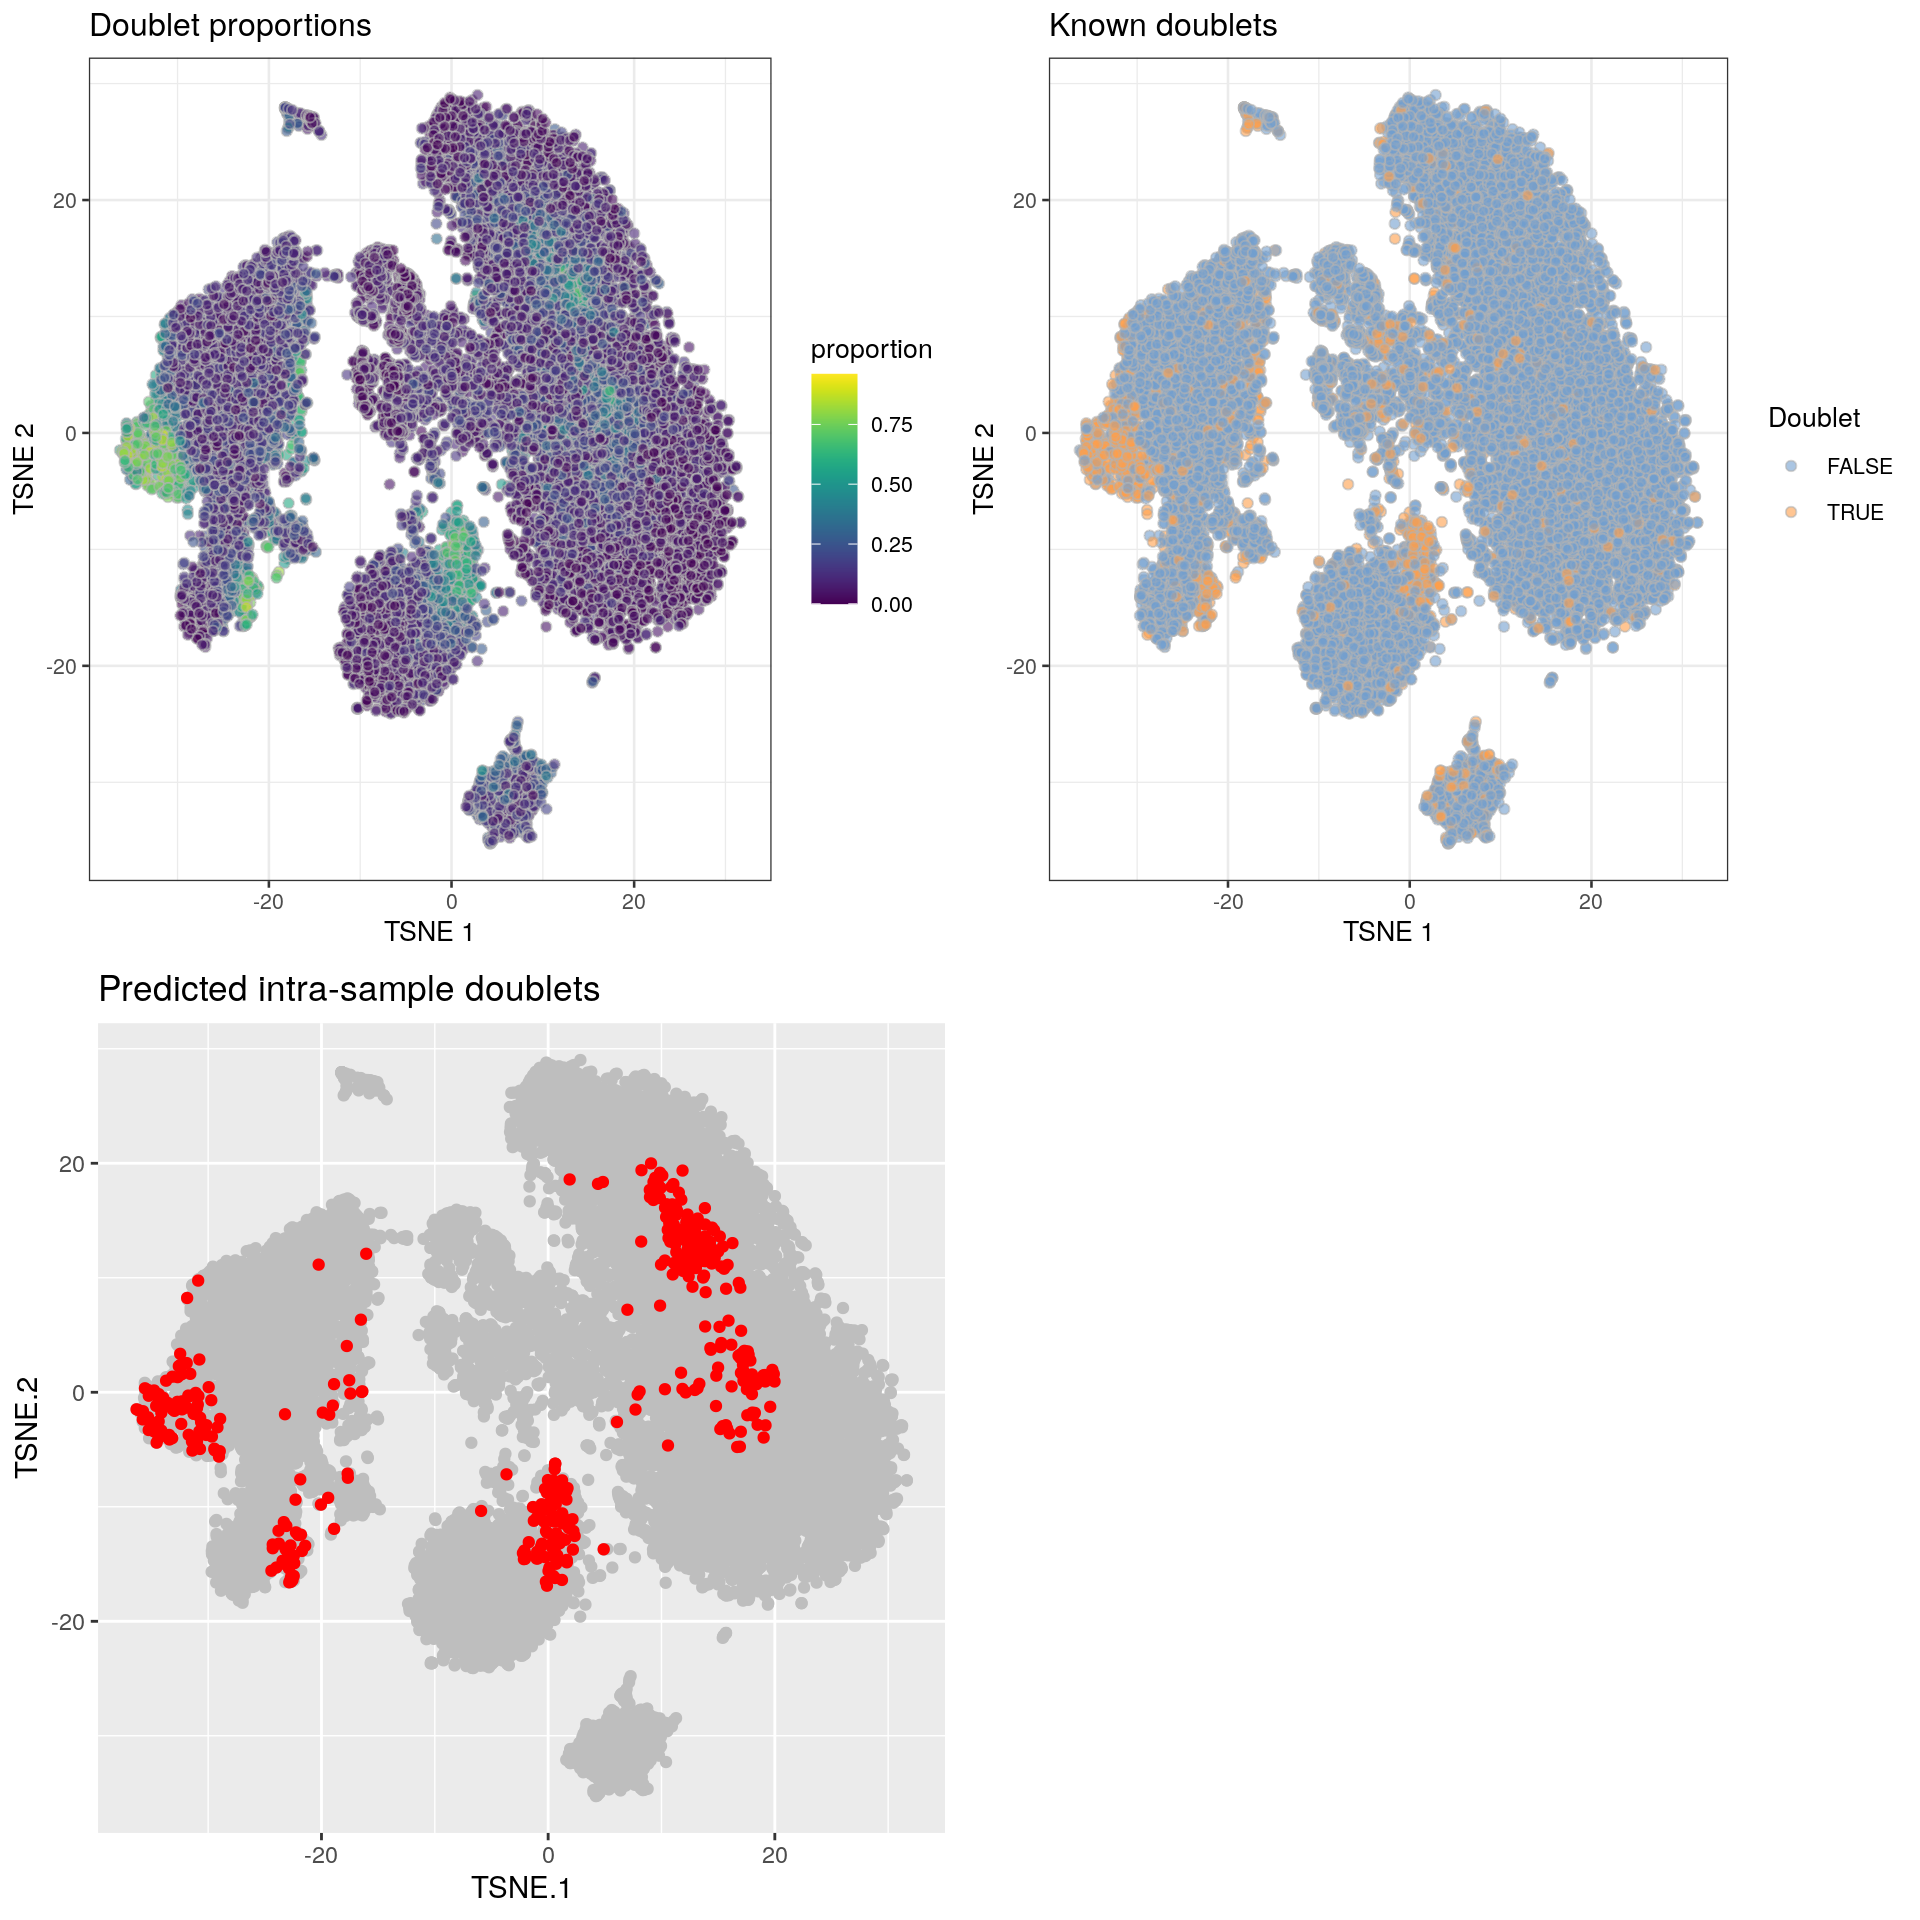 Doublet proportions
20
0
-20
TSNE 2
-20 0 20
TSNE 1
proportion
0.75
0.50
0.25
0.00
Known doublets
20
0
-20
TSNE 2
-20 0 20
TSNE 1
Doublet
FALSE
TRUE
Predicted intra-sample doublets
20
0
-20
TSNE.2
-20 0 20
TSNE.1